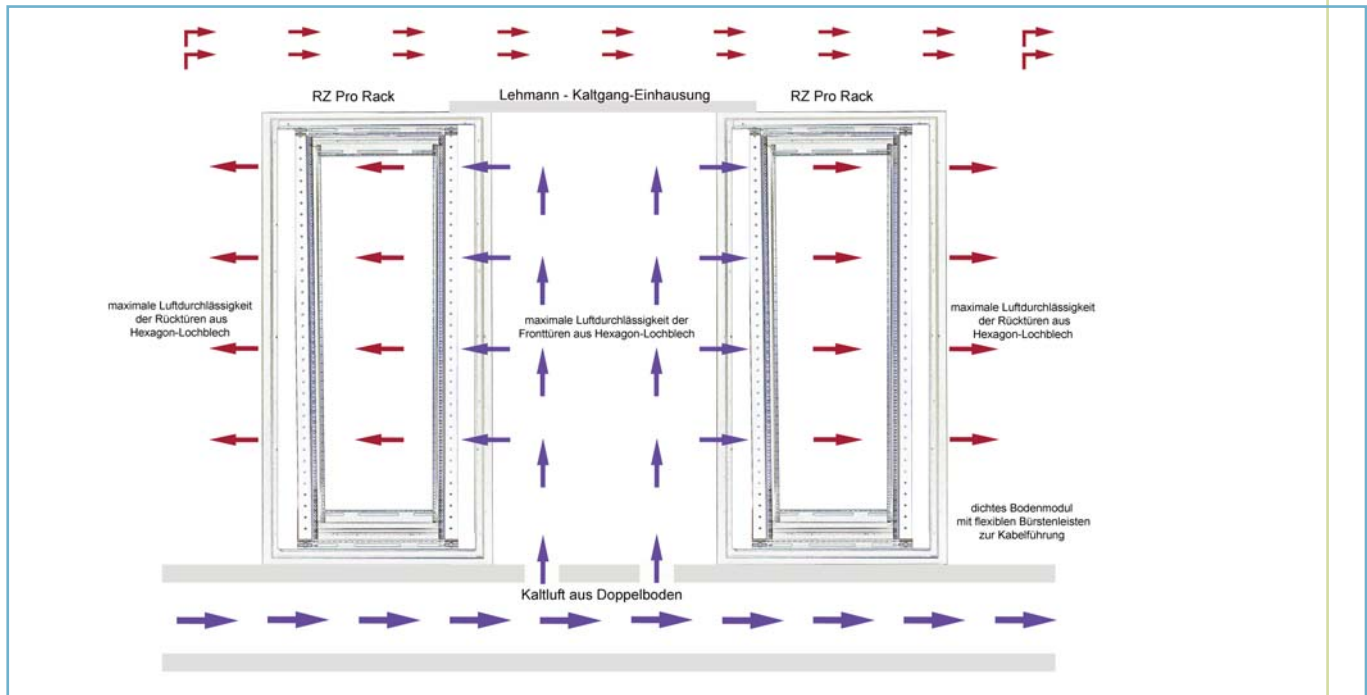 RZ Pro Rack
Lehmann - Kaltgang-Einhausung
RZ Pro Rack
maximale Luftdurchlässigkeit
der Rücktüren aus
Hexagon-Lochblech
maximale Luftdurchlässigkeit der
Fronttüren aus Hexagon-Lochblech
maximale Luftdurchlässigkeit
der Rücktüren aus
Hexagon-Lochblech
dichtes Bodenmodul
mit flexiblen Bürstenleisten
zur Kabelführung
Kaltluft aus Doppelboden